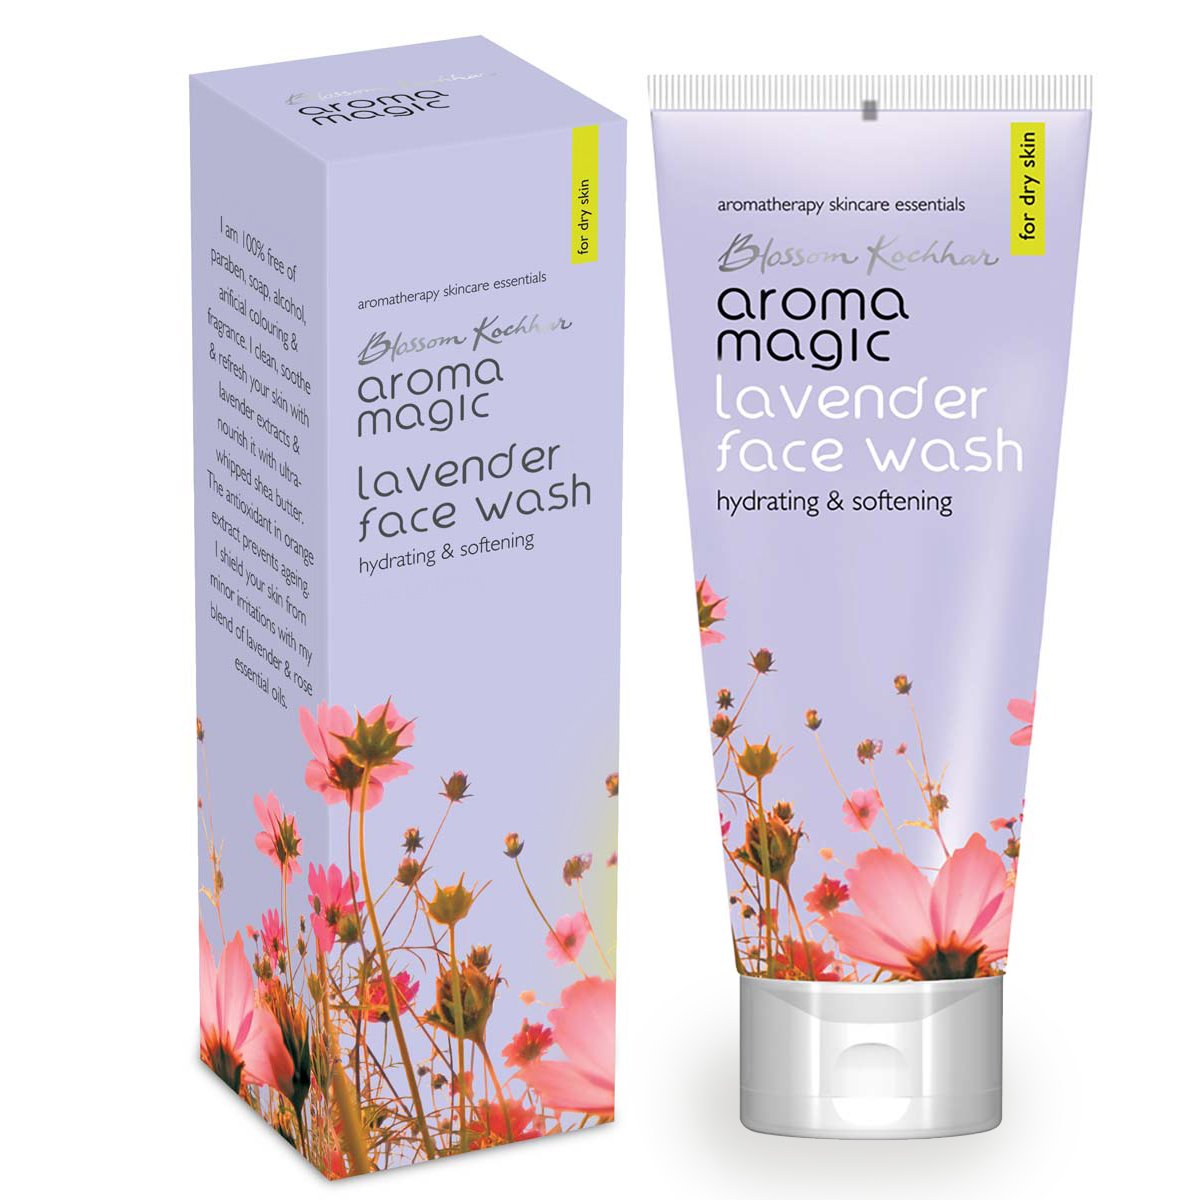 Blossom Kochhar
aroma
magic
for dry skin
I am 100% free of
paraben, soap, alcohol,
arificial colouring &
fragrance. I clean, soothe
& refresh your skin with
lavender extracts &
nourish it with ultra-
whipped shea butter.
The antioxidant in orange
extract prevents ageing.
I shield your skin from
minor irritations with my
blend of lavender & rose
essential oils.
aromatherapy skincare essentials
Blossom Kochhar
aroma
magic
lavender
face wash
hydrating & softening
for dry skin
aromatherapy skincare essentials
Blossom Kochhar
aroma
magic
lavender
face wash
hydrating & softening